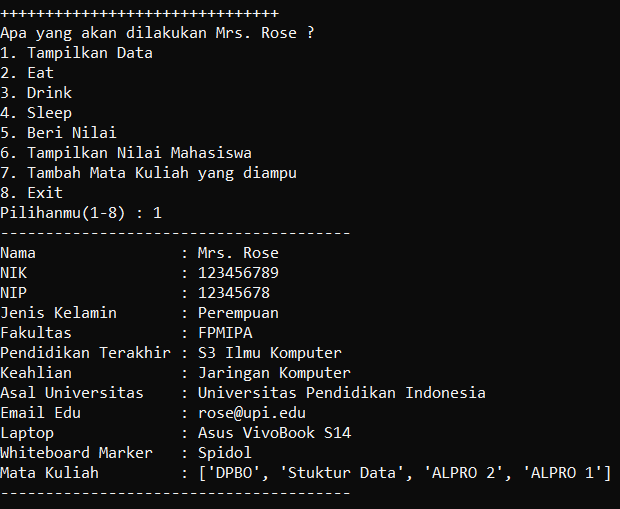 +++++++++++++++++++++++++++++++
Apa yang akan dilakukan Mrs. Rose ?
1. Tampilkan Data
2. Eat
3. Drink
4. Sleep
5. Beri Nilai
6. Tampilkan Nilai Mahasiswa
7. Tambah Mata Kuliah yang diampu
8. Exit
Pilihanmu(1-8) : 1
---------------------------------------
Nama                : Mrs. Rose
NIK                 : 123456789
NIP                 : 12345678
Jenis Kelamin       : Perempuan
Fakultas            : FPMIPA
Pendidikan Terakhir : S3 Ilmu Komputer
Keahlian            : Jaringan Komputer
Asal Universitas    : Universitas Pendidikan Indonesia
Email Edu           : rose@upi.edu
Laptop              : Asus VivoBook S14
Whiteboard Marker   : Spidol
Mata Kuliah         : ['DPBO', 'Stuktur Data', 'ALPRO 2', 'ALPRO 1']
---------------------------------------